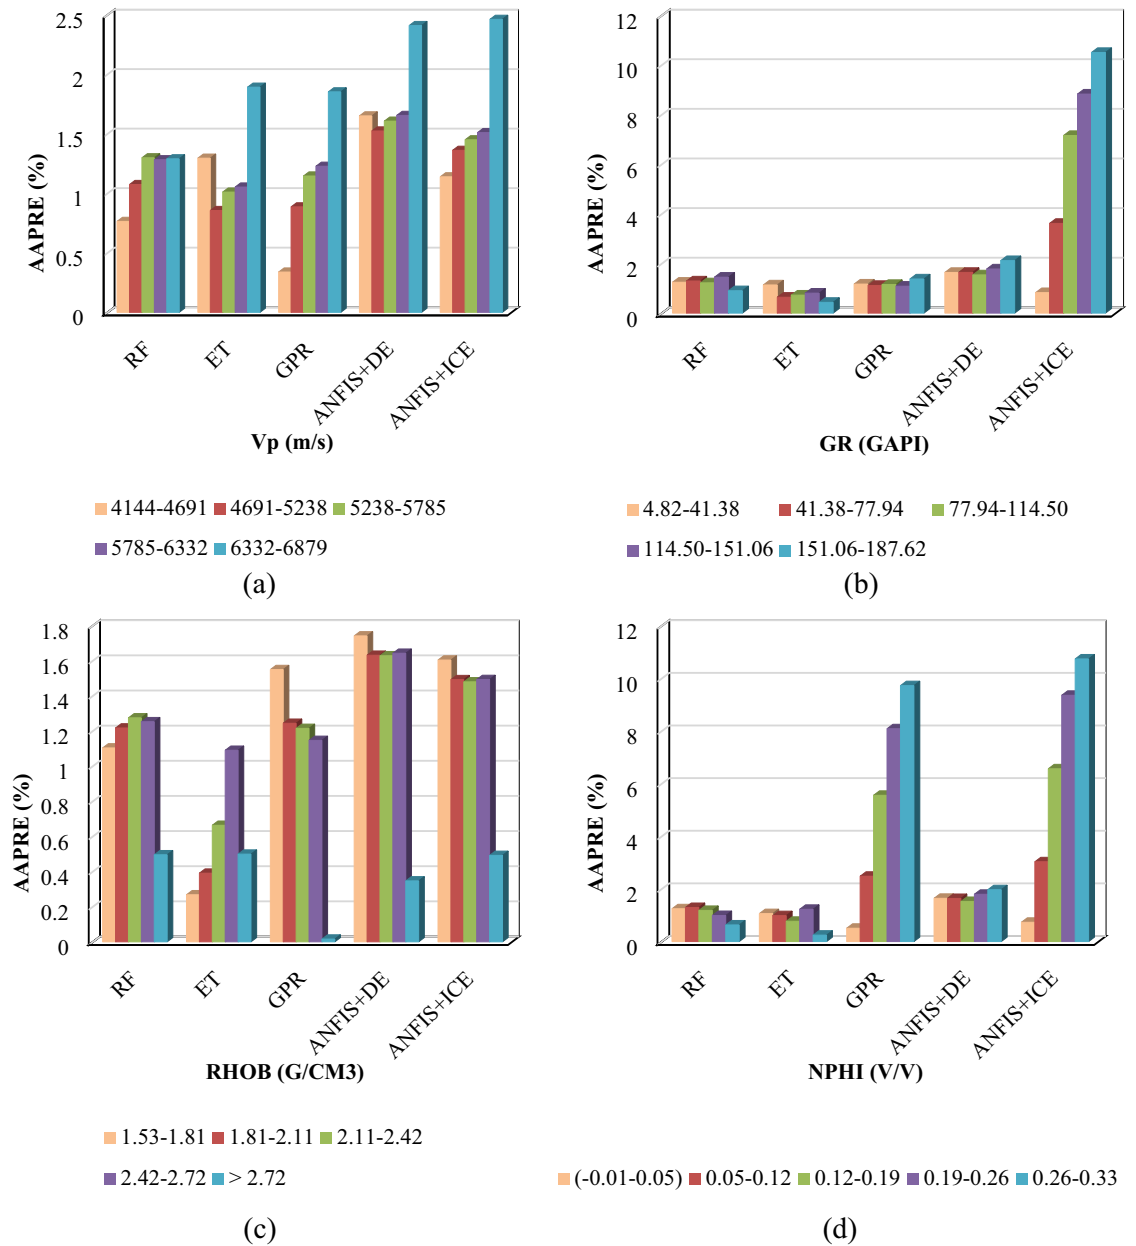 2.5
2
1.5
1
0.5
0
AAPRE (%)
RF
ET
GPR
ANFIS+DE
ANFIS+ICE
Vp (m/s)
4144-4691 4691-5238 5238-5785
5785-6332 6332-6879
(a)
12
10
8
6
4
2
0
AAPRE (%)
RF
ET
GPR
ANFIS+DE
ANFIS+ICE
GR (GAPI)
4.82-41.38 41.38-77.94 77.94-114.50
114.50-151.06 151.06-187.62
(b)
1.8
1.6
1.4
1.2
1
0.8
0.6
0.4
0.2
0
AAPRE (%)
RF
ET
GPR
ANFIS+DE
ANFIS+ICE
RHOB (G/CM3)
1.53-1.81 1.81-2.11 2.11-2.42
2.42-2.72 > 2.72
(c)
12
10
8
6
4
2
0
AAPRE (%)
RF
ET
GPR
ANFIS+DE
ANFIS+ICE
NPHI (V/V)
(-0.01-0.05) 0.05-0.12 0.12-0.19 0.19-0.26 0.26-0.33
(d)